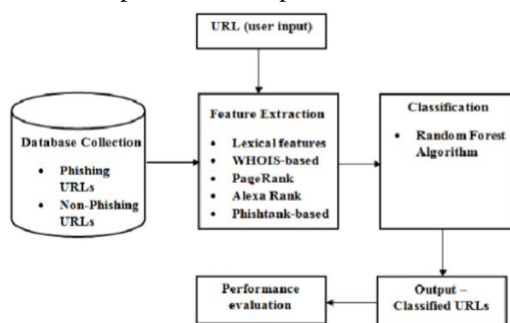 URL (user input)
Database Collection
• Phishing
URLs
• Non-Phishing
URLs
Feature Extraction
• Lexical features
• WHOIS-based
• PageRank
• Alexa Rank
• Phishtank-based
Classification
• Random Forest
Algorithm
Performance
evaluation
Output –
Classified URLs